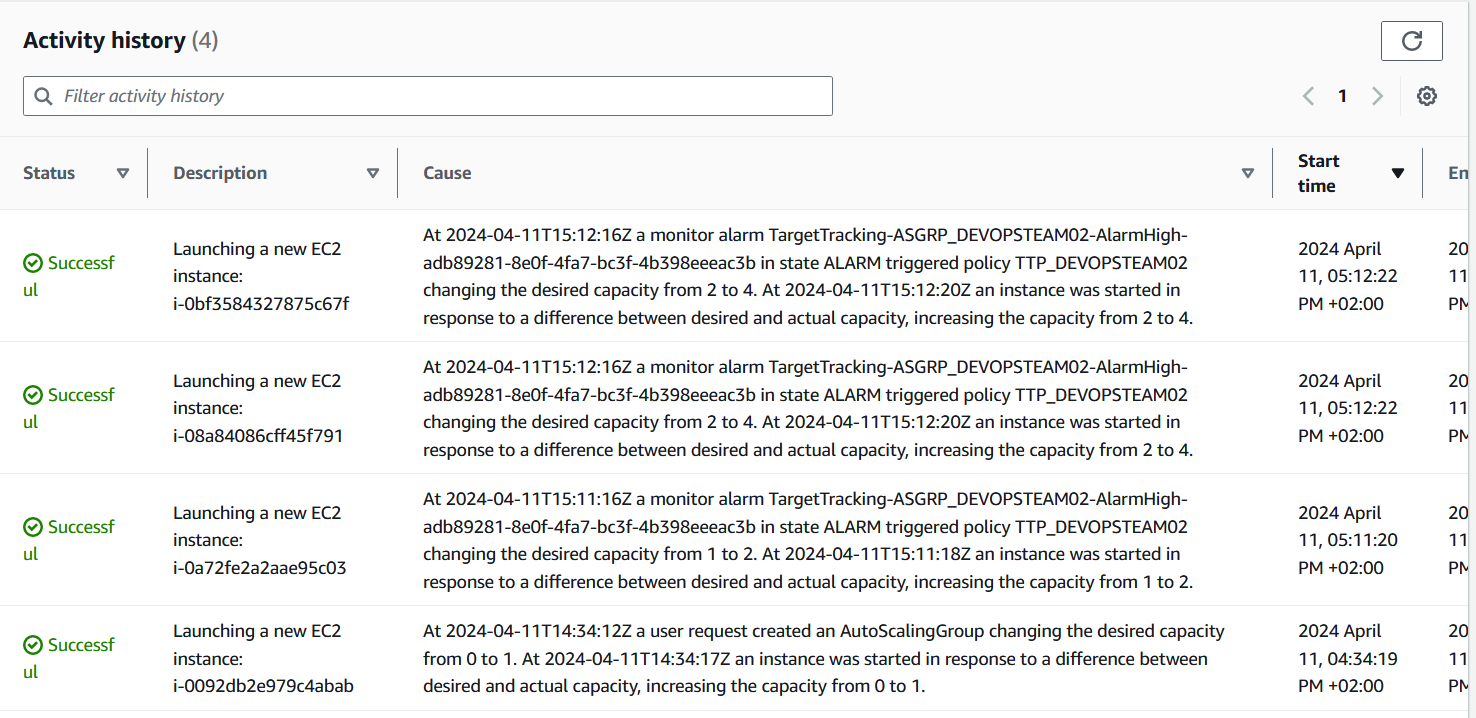 Activity history (4)
Filter activity history
1
Status
Description
Cause
Start
time
En
Successf
ul
Launching a new EC2
instance:
i-0bf3584327875c67f
At 2024-04-11T15:12:16Z a monitor alarm TargetTracking-ASGRP_DEVOPSTEAM02-AlarmHigh-
adb89281-8e0f-4fa7-bc3f-4b398eeeac3b in state ALARM triggered policy TTP_DEVOPSTEAM02
changing the desired capacity from 2 to 4. At 2024-04-11T15:12:20Z an instance was started in
response to a difference between desired and actual capacity, increasing the capacity from 2 to 4.
2024 April
11, 05:12:22
PM +02:00
20
11
PM
Successf
ul
Launching a new EC2
instance:
i-08a84086cff45f791
At 2024-04-11T15:12:16Z a monitor alarm TargetTracking-ASGRP_DEVOPSTEAM02-AlarmHigh-
adb89281-8e0f-4fa7-bc3f-4b398eeeac3b in state ALARM triggered policy TTP_DEVOPSTEAM02
changing the desired capacity from 2 to 4. At 2024-04-11T15:12:20Z an instance was started in
response to a difference between desired and actual capacity, increasing the capacity from 2 to 4.
2024 April
11, 05:12:22
PM +02:00
20
11
PM
Successf
ul
Launching a new EC2
instance:
i-0a72fe2a2aae95c03
At 2024-04-11T15:11:16Z a monitor alarm TargetTracking-ASGRP_DEVOPSTEAM02-AlarmHigh-
adb89281-8e0f-4fa7-bc3f-4b398eeeac3b in state ALARM triggered policy TTP_DEVOPSTEAM02
changing the desired capacity from 1 to 2. At 2024-04-11T15:11:18Z an instance was started in
response to a difference between desired and actual capacity, increasing the capacity from 1 to 2.
2024 April
11, 05:11:20
PM +02:00
20
11
PM
Successf
ul
Launching a new EC2
instance:
i-0092db2e979c4abab
At 2024-04-11T14:34:12Z a user request created an AutoScalingGroup changing the desired capacity
from 0 to 1. At 2024-04-11T14:34:17Z an instance was started in response to a difference between
desired and actual capacity, increasing the capacity from 0 to 1.
2024 April
11, 04:34:19
PM +02:00
20
11
PM